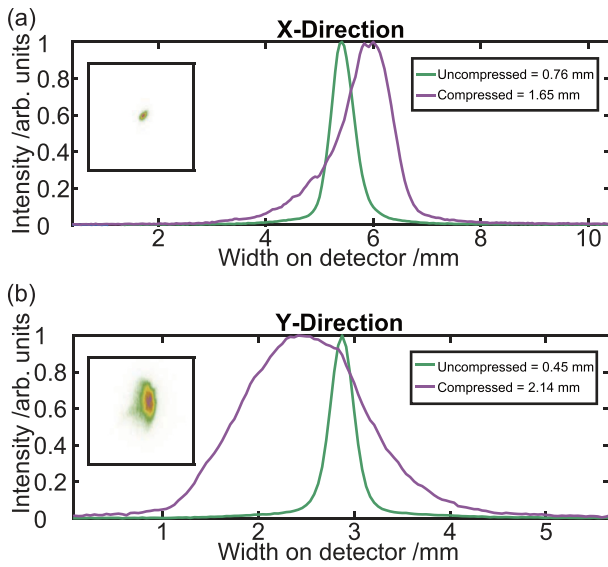 (a)
X-Direction
Intensity /arb. units
1
0.8
0.6
0.4
0.2
0
Uncompressed = 0.76 mm
Compressed = 1.65 mm
2
4
6
8
10
Width on detector /mm
(b)
Y-Direction
Intensity /arb. units
1
0.8
0.6
0.4
0.2
0
Uncompressed = 0.45 mm
Compressed = 2.14 mm
1
2
3
4
5
Width on detector /mm